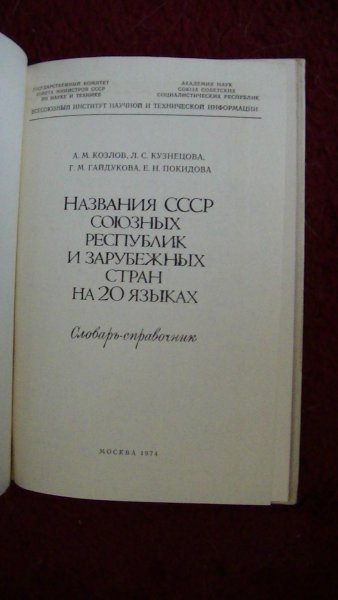 ГОСУДАРСТВЕННЫЙ КОМИТЕТ
СОВЕТА МИНИСТРОВ СССР
ПО НАУКЕ И ТЕХНИКЕ
АКАДЕМИЯ НАУК
СОЮЗА СОВЕТСКИХ
СОЦИАЛИСТИЧЕСКИХ РЕСПУБЛИК
ВСЕСОЮЗНЫЙ ИНСТИТУТ НАУЧНОЙ И ТЕХНИЧЕСКОЙ ИНФОРМАЦИИ
А. М. КОЗЛОВ, Л. С. КУЗНЕЦОВА,
Г. М. ГАЙДУКОВА, Е. Н. ПОКИДОВА
НАЗВАНИЯ СССР
СОЮЗНЫХ
РЕСПУБЛИК
И ЗАРУБЕЖНЫХ
СТРАН
НА 20 ЯЗЫКАХ
Словарь-справочник
МОСКВА 1974